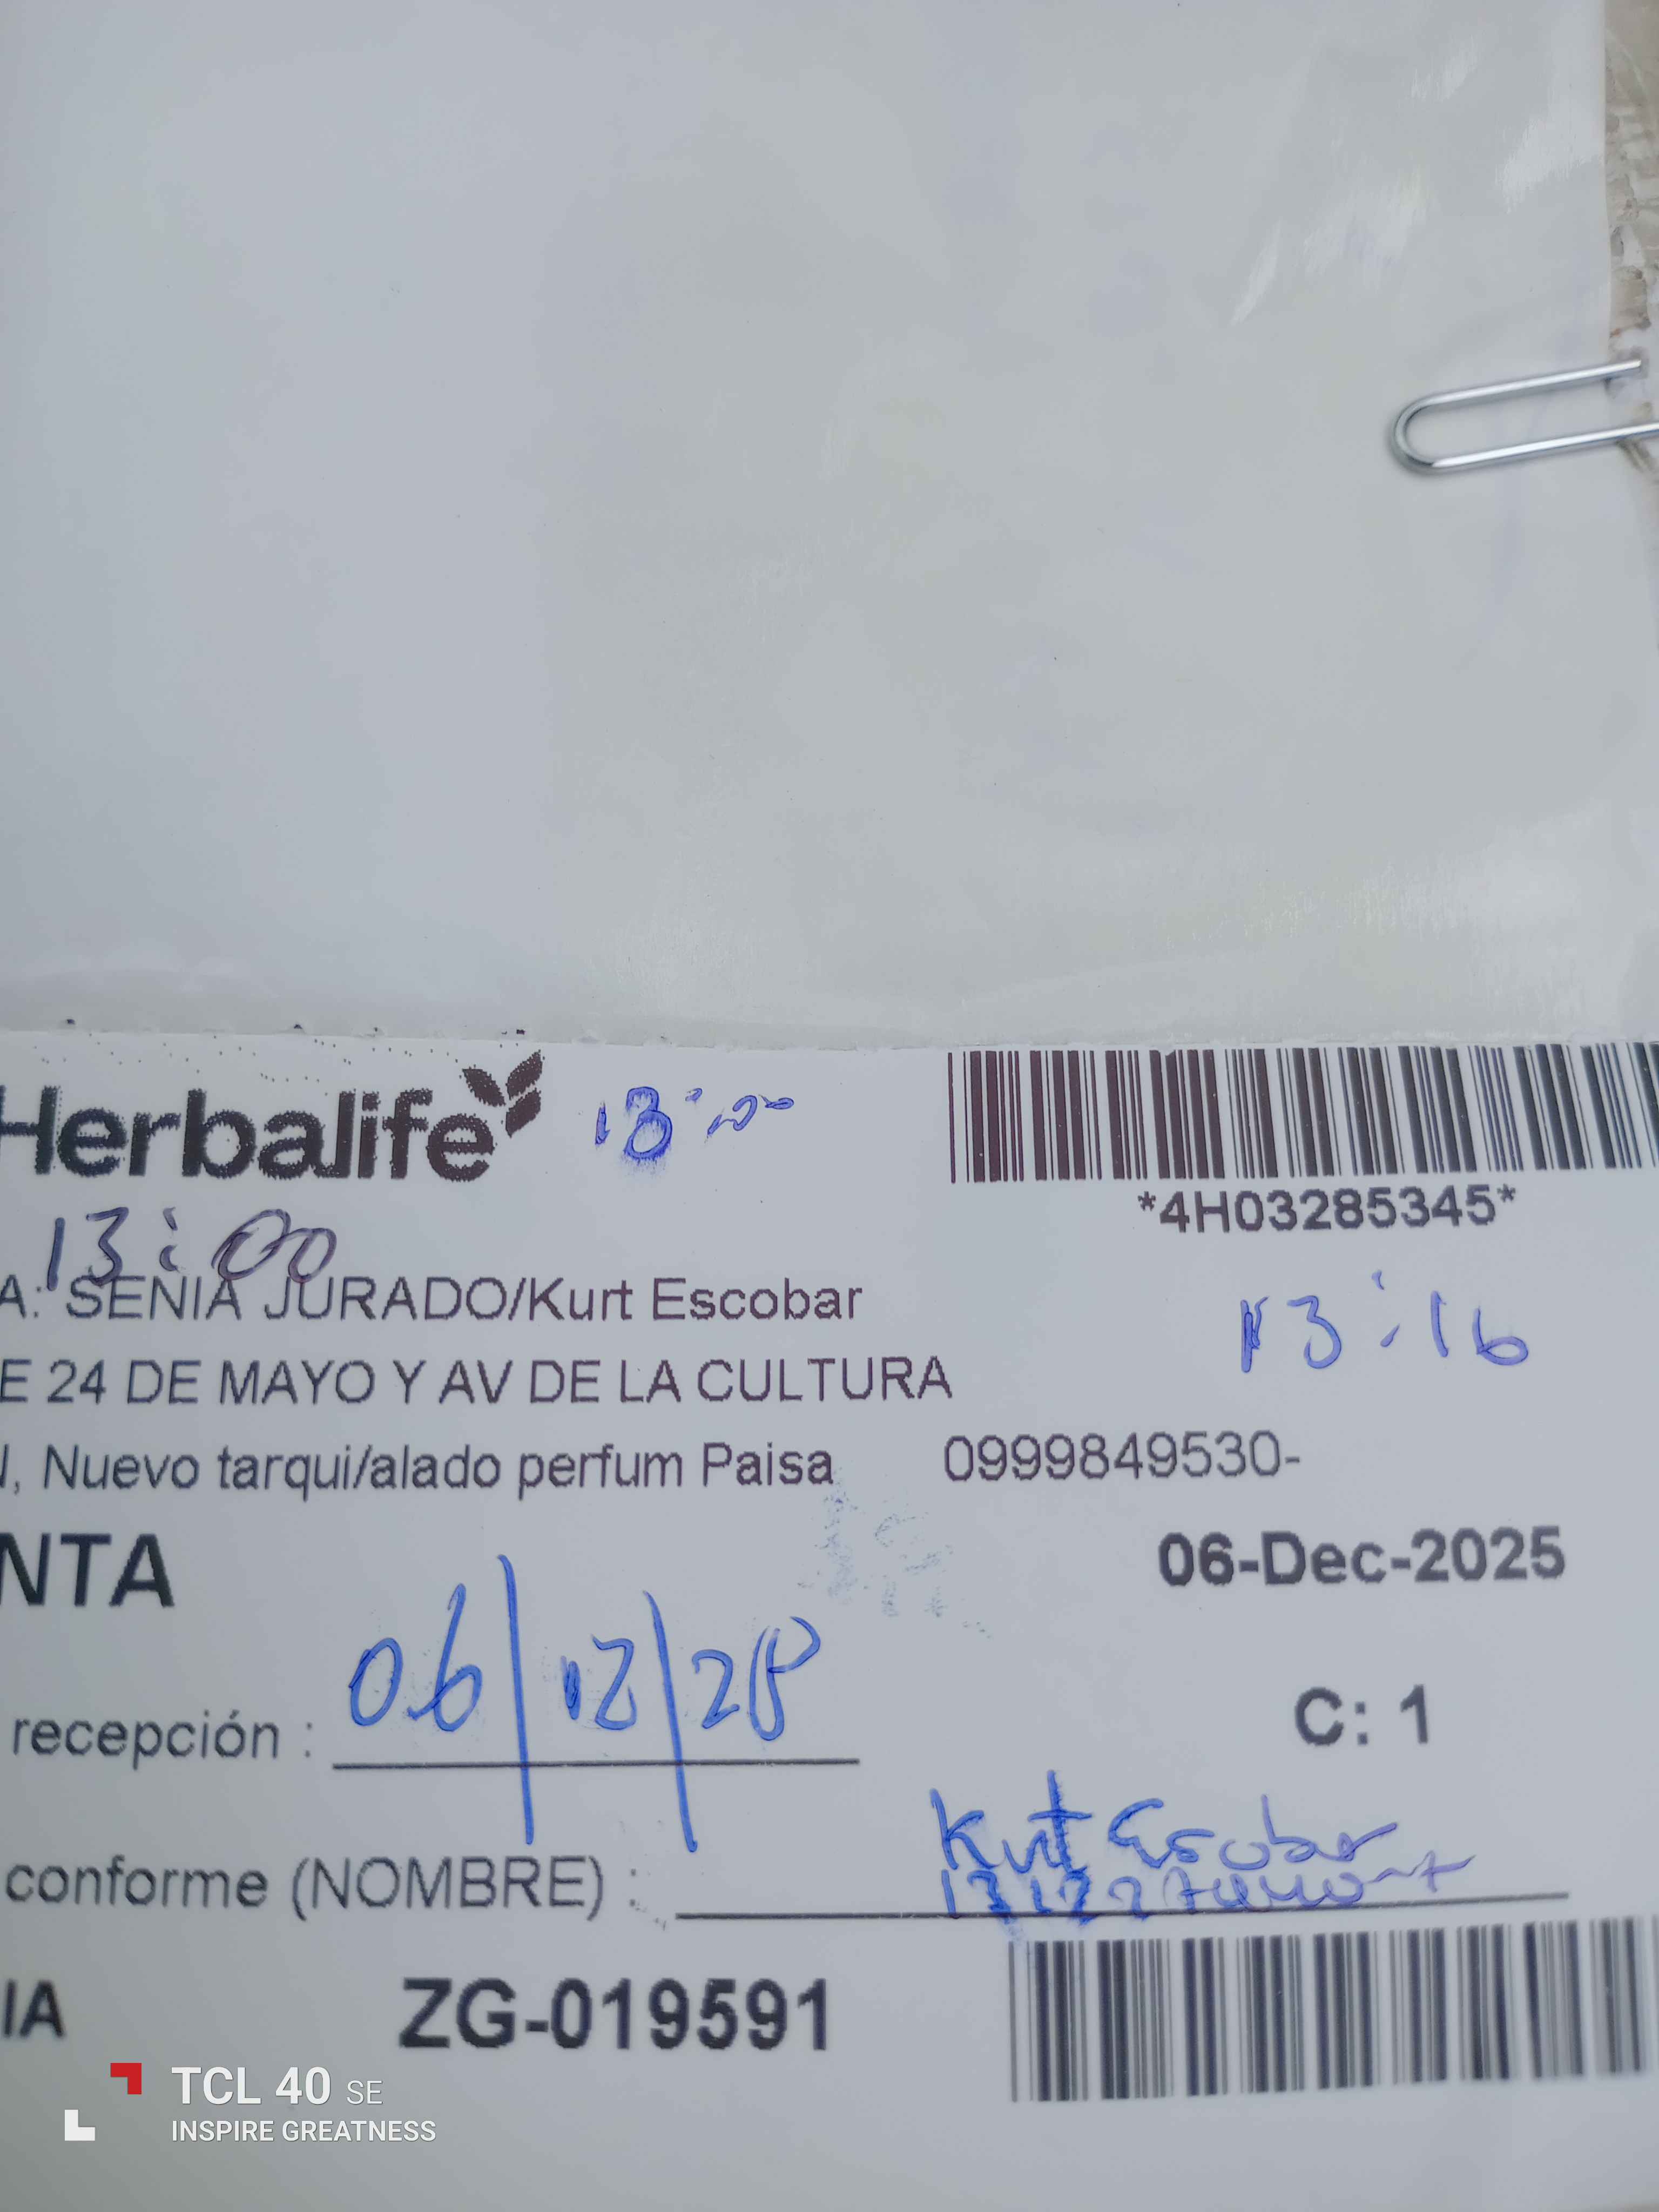 Herbalife 13:00
*4H03285345*
13:00
A: SENIA JURADO/Kurt Escobar
13:16
E 24 DE MAYO Y AV DE LA CULTURA
, Nuevo tarqui/alado perfum Paisa 0999849530-
NTA 06-Dec-2025
recepción : 06/12/25
C: 1
conforme (NOMBRE) : Kurt Escobar
IA ZG-019591
TCL 40 SE
INSPIRE GREATNESS